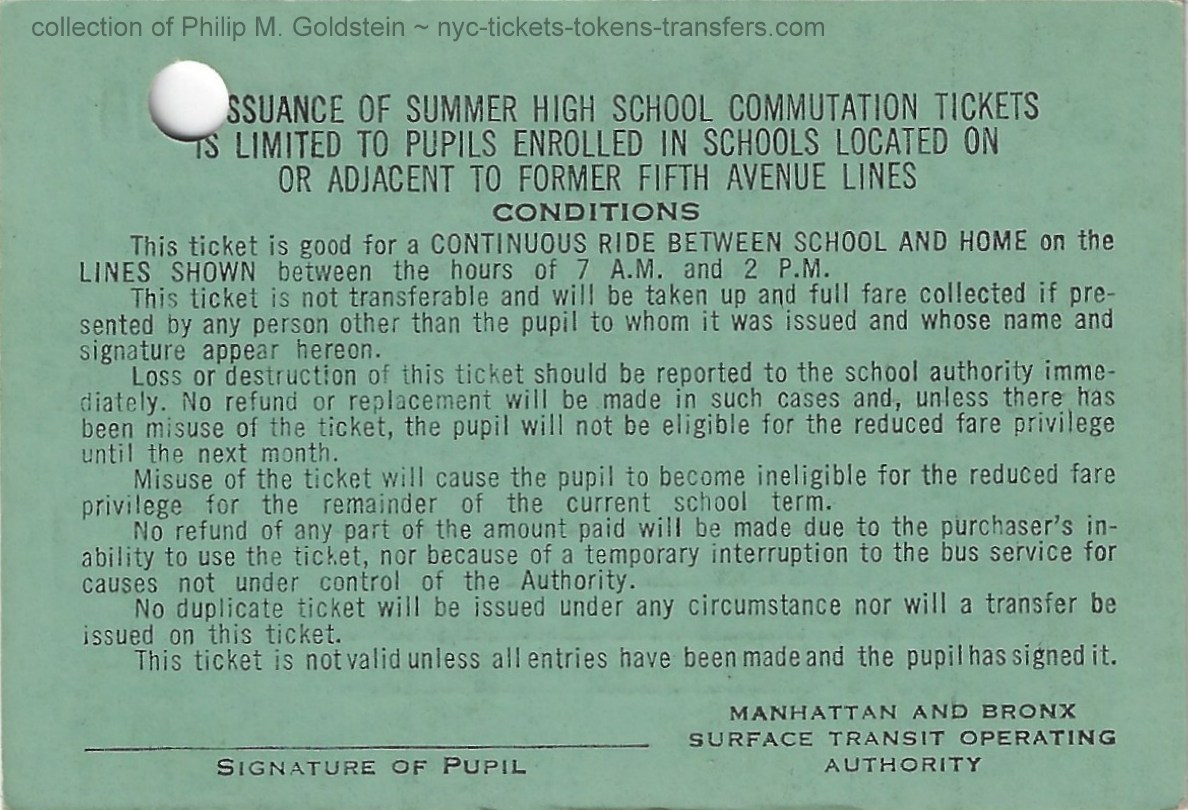 collection of Philip M. Goldstein ~ nyc-tickets-tokens-transfers.com
SSUANCE OF SUMMER HIGH SCHOOL COMMUTATION TICKETS
IS LIMITED TO PUPILS ENROLLED IN SCHOOLS LOCATED ON
OR ADJACENT TO FORMER FIFTH AVENUE LINES
CONDITIONS
This ticket is good for a CONTINUOUS RIDE BETWEEN SCHOOL AND HOME on the
LINES SHOWN between the hours of 7 A.M. and 2 P.M.
This ticket is not transferable and will be taken up and full fare collected if pre-
sented by any person other than the pupil to whom it was issued and whose name and
signature appear hereon.
Loss or destruction of this ticket should be reported to the school authority imme-
diately. No refund or replacement will be made in such cases and, unless there has
been misuse of the ticket, the pupil will not be eligible for the reduced fare privilege
until the next month.
Misuse of the ticket will cause the pupil to become ineligible for the reduced fare
privilege for the remainder of the current school term.
No refund of any part of the amount paid will be made due to the purchaser's in-
ability to use the ticket, nor because of a temporary interruption to the bus service for
causes not under control of the Authority.
No duplicate ticket will be issued under any circumstance nor will a transfer be
issued on this ticket.
This ticket is not valid unless all entries have been made and the pupil has signed it.
MANHATTAN AND BRONX
SURFACE TRANSIT OPERATING
AUTHORITY
SIGNATURE OF PUPIL